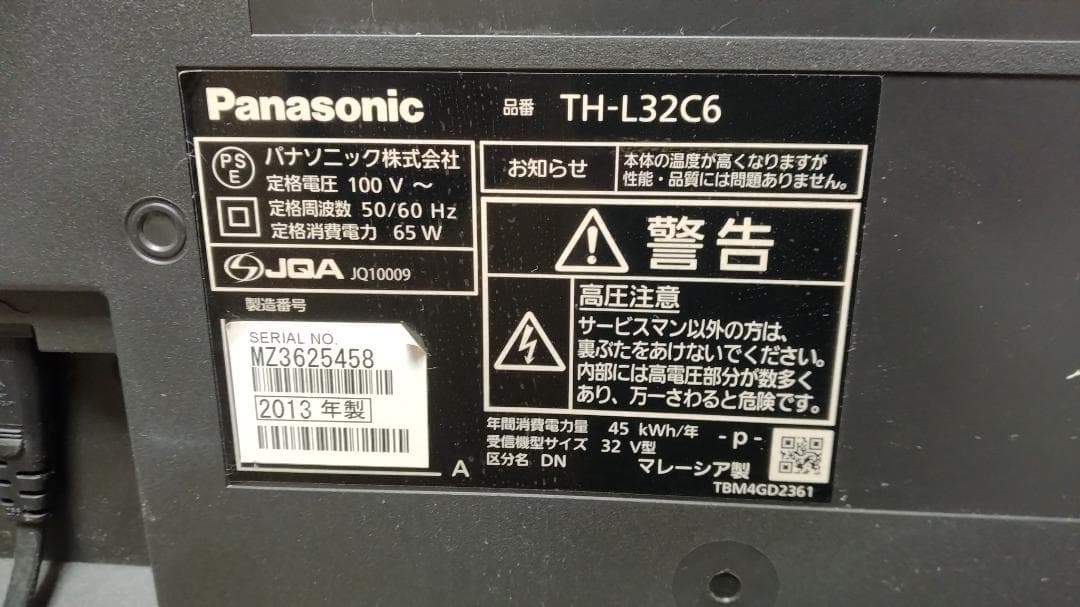 Panasonic
品番 TH-L32C6
PS
E
パナソニック株式会社
定格電圧 100 V ～
定格周波数 50/60 Hz
定格消費電力 65 W
JQA JQ10009
製造番号
SERIAL NO.
MZ3625458
2013 年製
A
お知らせ
本体の温度が高くなりますが
性能・品質には問題ありません。
警告
高圧注意
サービスマン以外の方は、
裏ぶたをあけないでください。
内部には高電圧部分が数多く
あり、万一さわると危険です。
年間消費電力量 45 kWh/年
受信機型サイズ 32 V型
区分名 DN
-p-
マレーシア製
TBM4GD2361